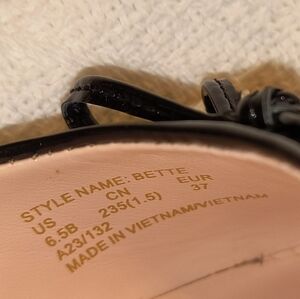 STYLE NAME: BETTE
US CN EUR
6.5B 235(1.5) 37
A23/132
MADE IN VIETNAM/VIETNAM